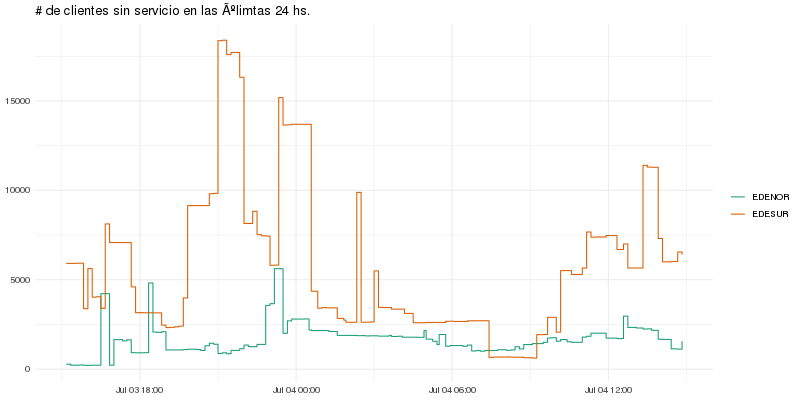 # de clientes sin servicio en las Ãºlimtas 24 hs.
15000
10000
5000
0
Jul 03 18:00
Jul 04 00:00
Jul 04 06:00
Jul 04 12:00
EDENOR
EDESUR